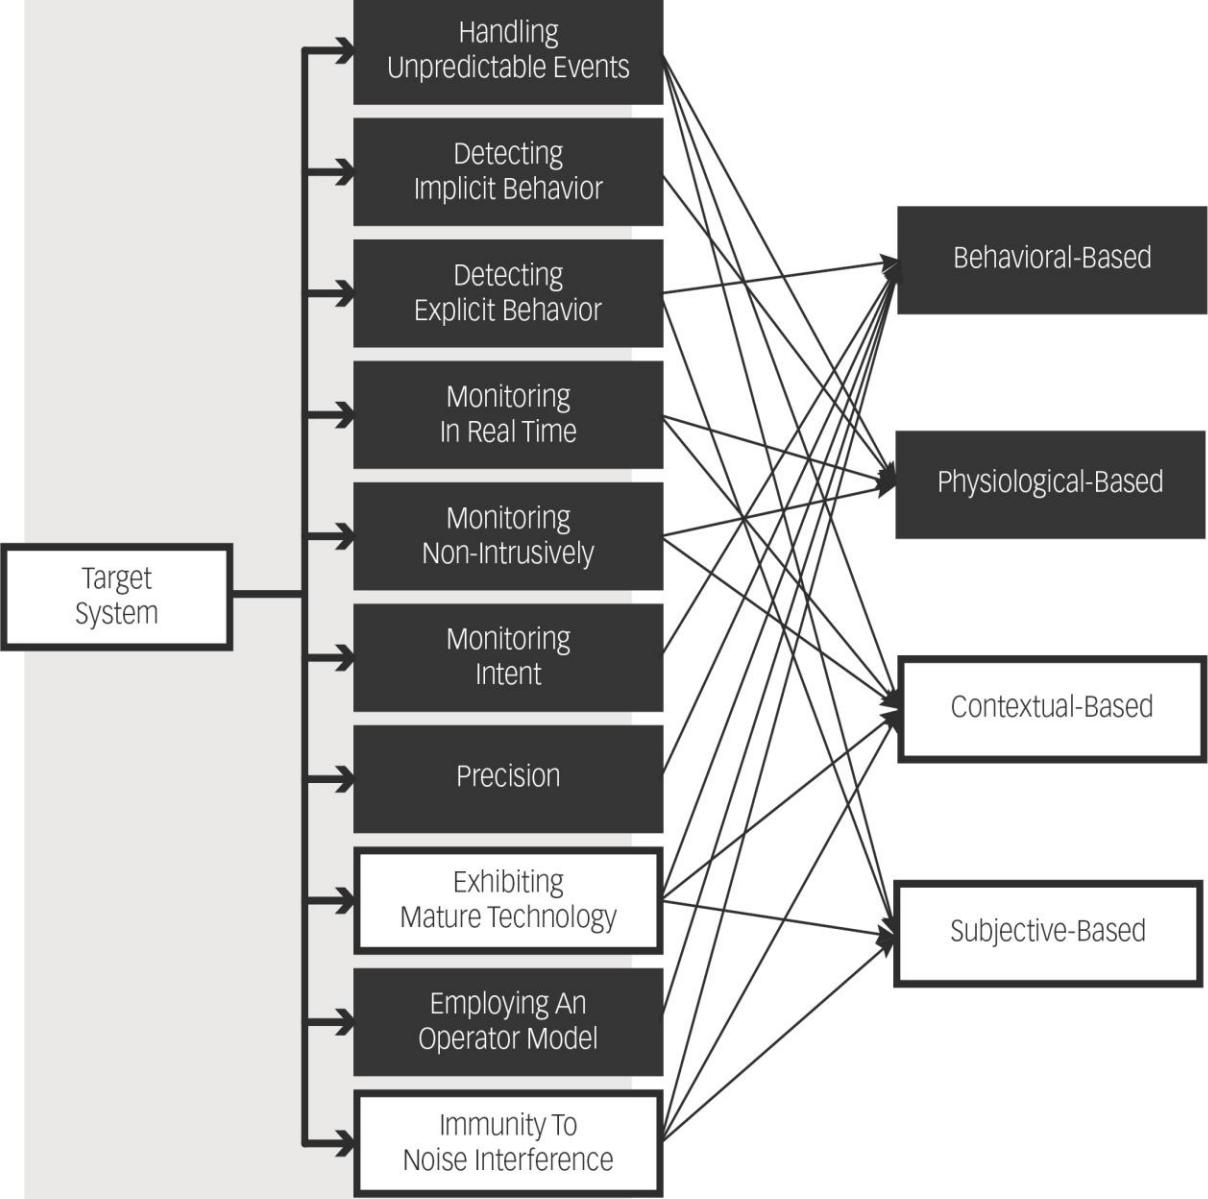 Handling
Unpredictable Events
Detecting
Implicit Behavior
Detecting
Explicit Behavior
Monitoring
In Real Time
Monitoring
Non-Intrusively
Target
System
Monitoring
Intent
Precision
Exhibiting
Mature Technology
Employing An
Operator Model
Immunity To
Noise Interference
Behavioral-Based
Physiological-Based
Contextual-Based
Subjective-Based